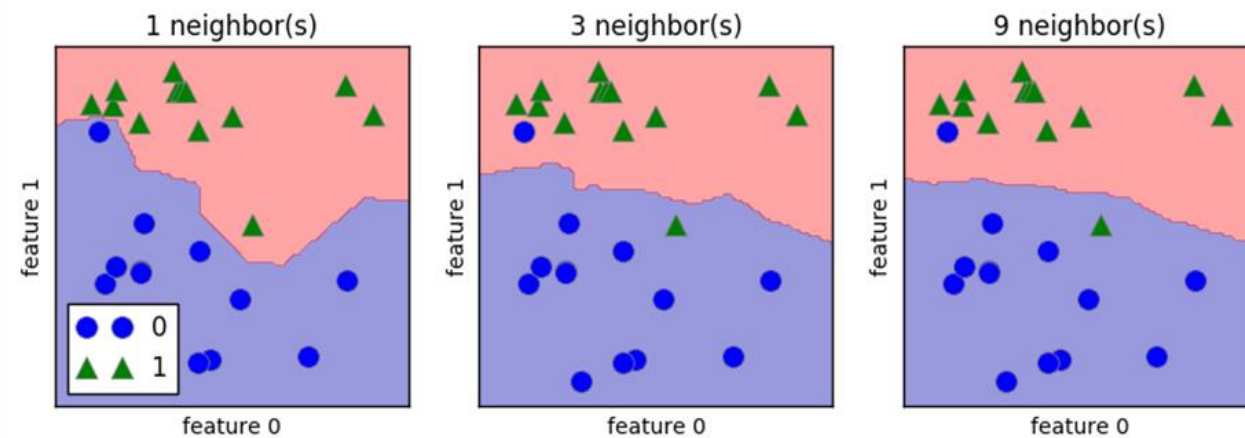 1 neighbor(s)
3 neighbor(s)
9 neighbor(s)
feature 1
feature 1
feature 1
0
1
feature 0
feature 0
feature 0